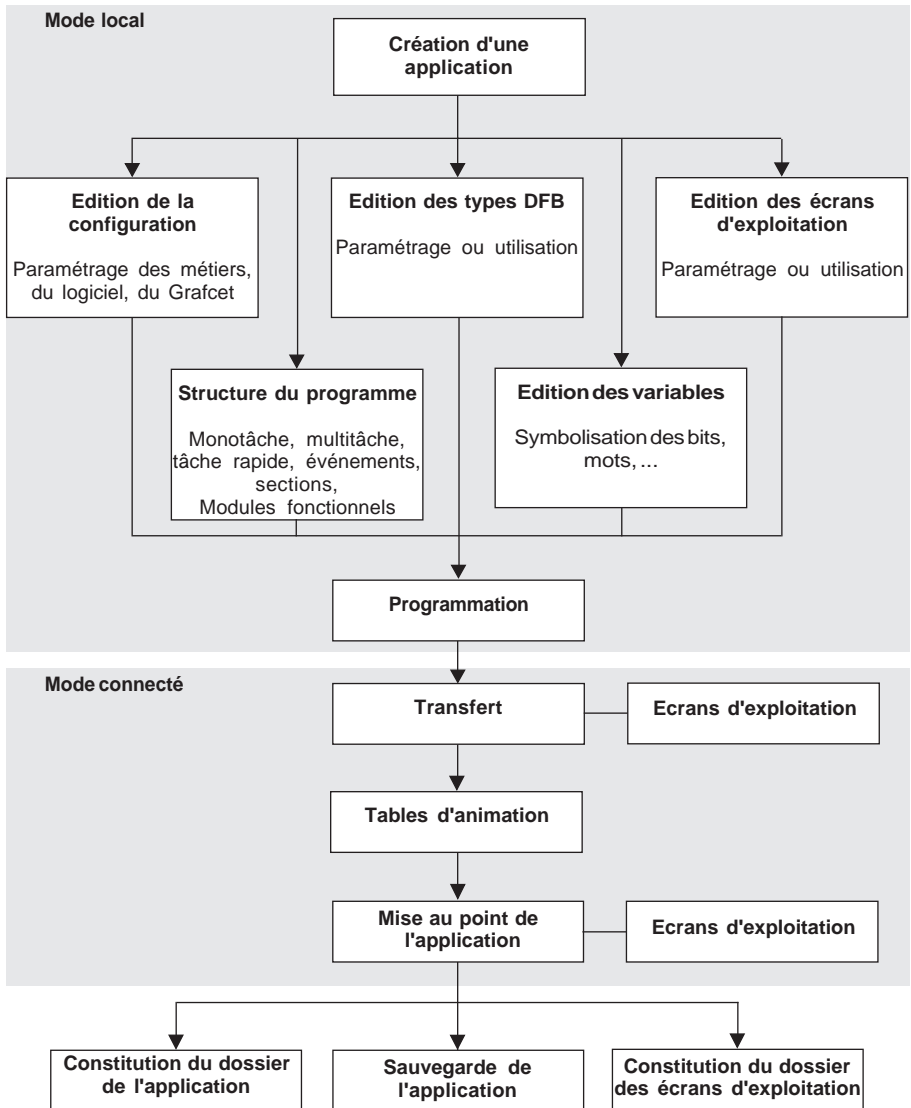 Mode local
Création d'une
application
Edition de la
configuration
Paramétrage des métiers,
du logiciel, du Grafcet
Edition des types DFB
Paramétrage ou utilisation
Edition des écrans
d'exploitation
Paramétrage ou utilisation
Structure du programme
Monotâche, multitâche,
tâche rapide, événements,
sections,
Modules fonctionnels
Edition des variables
Symbolisation des bits,
mots, ...
Programmation
Mode connecté
Transfert
Ecrans d'exploitation
Tables d'animation
Mise au point de
l'application
Ecrans d'exploitation
Constitution du dossier
de l'application
Sauvegarde de
l'application
Constitution du dossier
des écrans d'exploitation